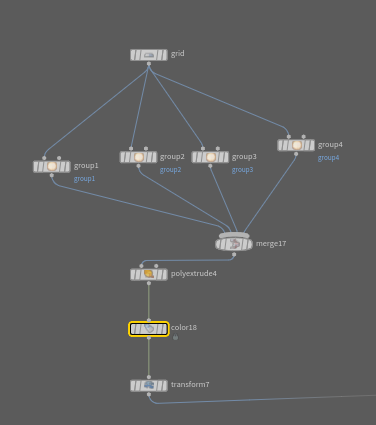 grid
group4
group4
group2
group2
group3
group3
group1
group1
merge17
polyextrude4
color18
transform7